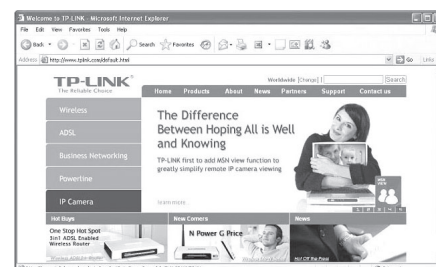 Welcome to TP-LINK - Microsoft Internet Explorer
File Edit View Favorites Tools Help
Back Search Favorites
Address http://www.tplink.com/default.html Go Links
TP-LINK
The Reliable Choice
Worldwide [Change] Search
Home Products About News Partners Support Contact us
Wireless
ADSL
Business Networking
Powerline
IP Camera
The Difference
Between Hoping All is Well
and Knowing
TP-LINK first to add MSN view function to
greatly simplify remote IP camera viewing
learn more
Hot Buys New Comers News
One Stop Hot Spot
3in1 ADSL Enabled
Wireless Router
N Power G Price
Hot Off the Panel